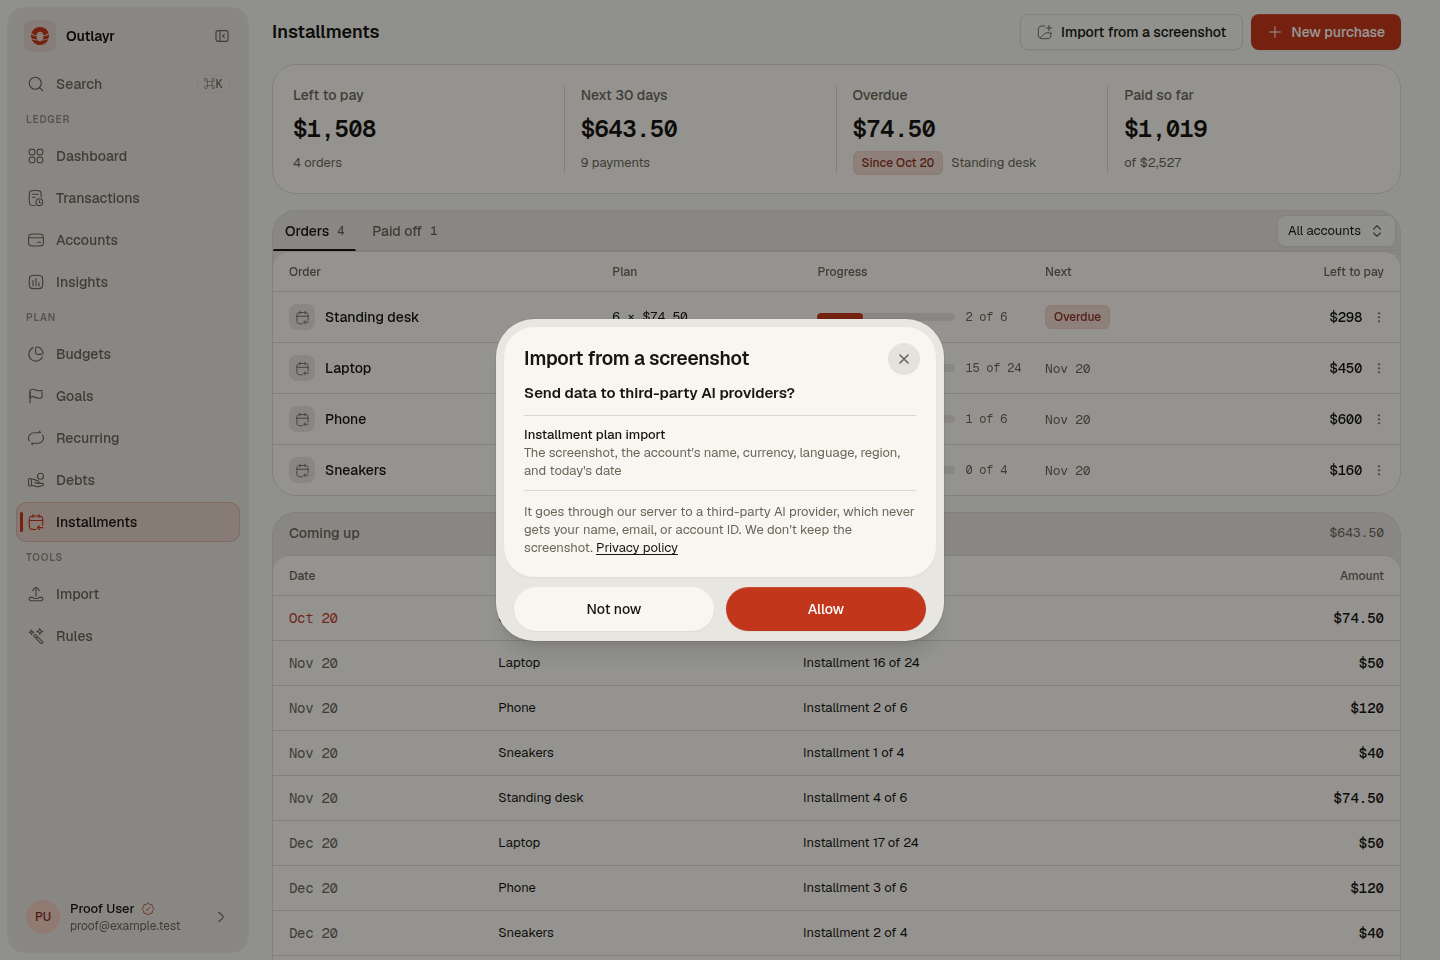 Outlayr
Search ⌘K
LEDGER
Dashboard
Transactions
Accounts
Insights
PLAN
Budgets
Goals
Recurring
Debts
Installments
TOOLS
Import
Rules
PU
Proof User
proof@example.test
Installments
Import from a screenshot
New purchase
Left to pay
$1,508
4 orders
Next 30 days
$643.50
9 payments
Overdue
$74.50
Since Oct 20 Standing desk
Paid so far
$1,019
of $2,527
Orders 4 Paid off 1 All accounts
Order Plan Progress Next Left to pay
Standing desk 6 × $74.50 2 of 6 Overdue $298
Laptop 15 of 24 Nov 20 $450
Phone 1 of 6 Nov 20 $600
Sneakers 0 of 4 Nov 20 $160
Import from a screenshot
Send data to third-party AI providers?
Installment plan import
The screenshot, the account's name, currency, language, region,
and today's date
It goes through our server to a third-party AI provider, which never
gets your name, email, or account ID. We don't keep the
screenshot. Privacy policy
Not now Allow
Coming up $643.50
Date Amount
Oct 20 $74.50
Nov 20 Laptop Installment 16 of 24 $50
Nov 20 Phone Installment 2 of 6 $120
Nov 20 Sneakers Installment 1 of 4 $40
Nov 20 Standing desk Installment 4 of 6 $74.50
Dec 20 Laptop Installment 17 of 24 $50
Dec 20 Phone Installment 3 of 6 $120
Dec 20 Sneakers Installment 2 of 4 $40